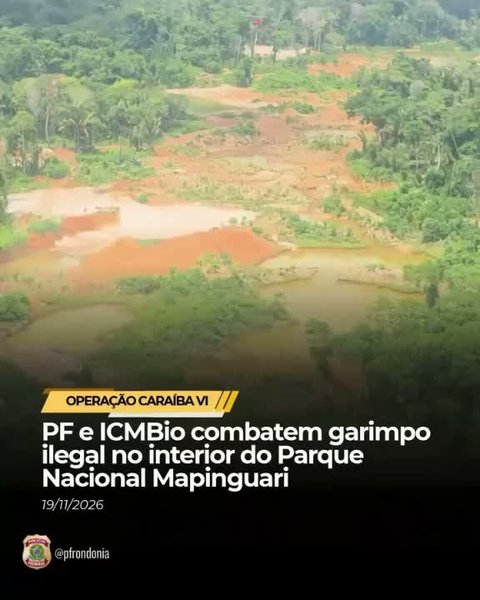 OPERAÇÃO CARAÍBA VI
PF e ICMBio combatem garimpo
ilegal no interior do Parque
Nacional Mapinguari
19/11/2026
@pfrondonia